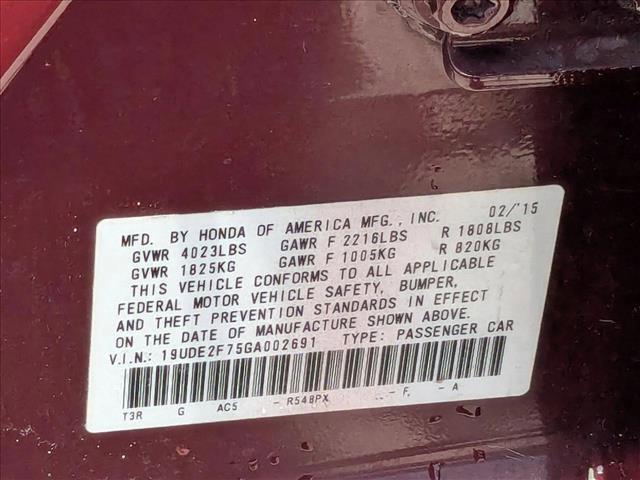 MFD. BY HONDA OF AMERICA MFG., INC. 02/'15
GVWR 4023LBS GAWR F 2216LBS R 1808LBS
GVWR 1825KG GAWR F 1005KG R 820KG
THIS VEHICLE CONFORMS TO ALL APPLICABLE
FEDERAL MOTOR VEHICLE SAFETY, BUMPER,
AND THEFT PREVENTION STANDARDS IN EFFECT
ON THE DATE OF MANUFACTURE SHOWN ABOVE.
V.I.N.: 19UDE2F75GA002691 TYPE: PASSENGER CAR
T3R G AC5 - R548PX - F, - A